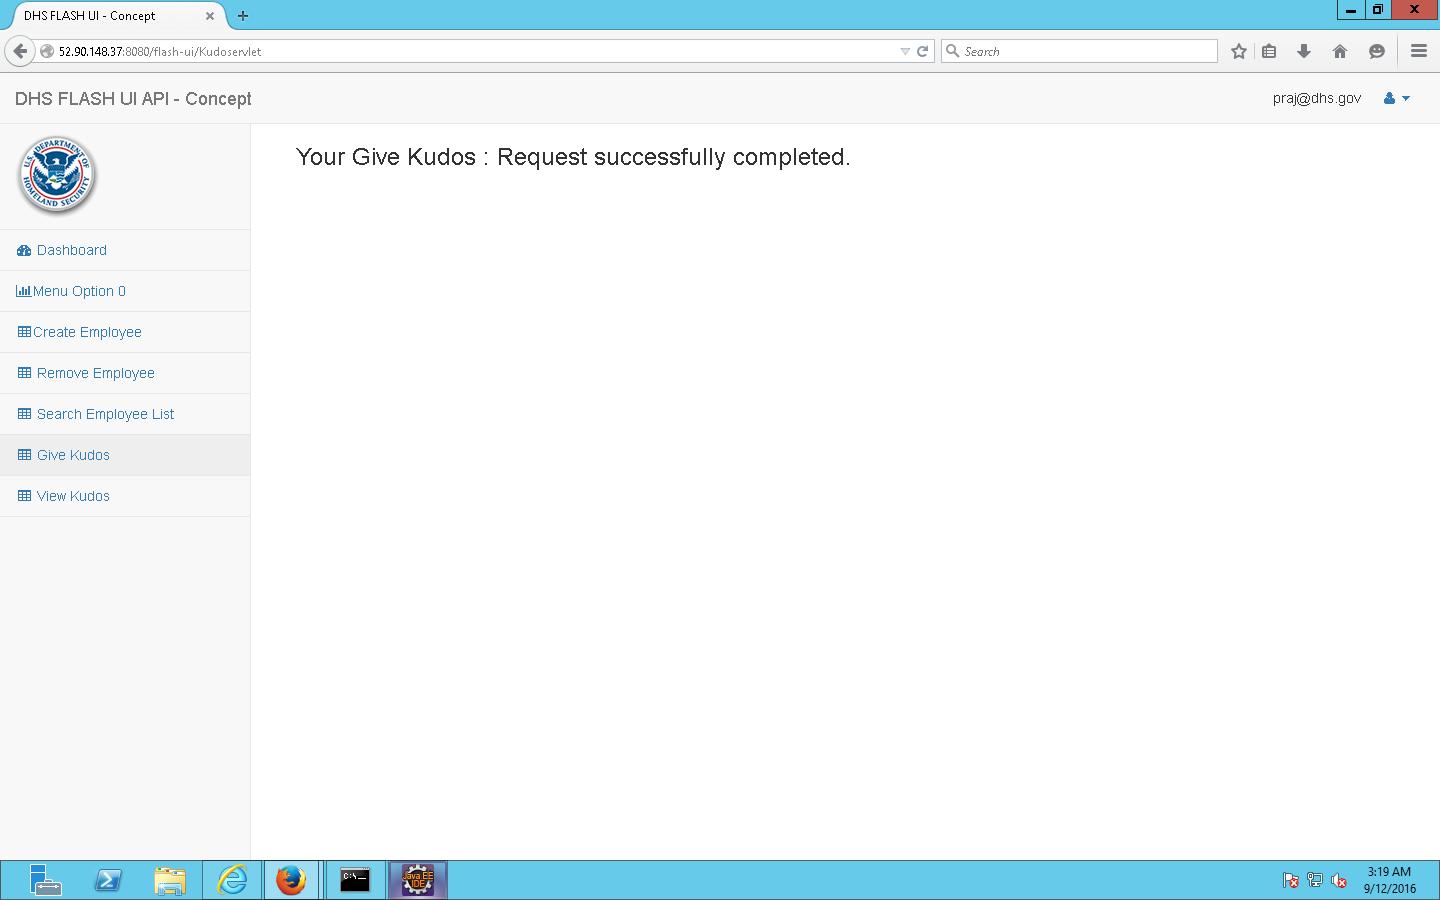 DHS FLASH UI - Concept
52.90.148.37:8080/flash-ui/Kudoservlet
Search
DHS FLASH UI API - Concept
praj@dhs.gov
U.S. DEPARTMENT OF
HOMELAND SECURITY
Your Give Kudos : Request successfully completed.
Dashboard
Menu Option 0
Create Employee
Remove Employee
Search Employee List
Give Kudos
View Kudos
C:\_
Java EE
IDE
3:19 AM
9/12/2016